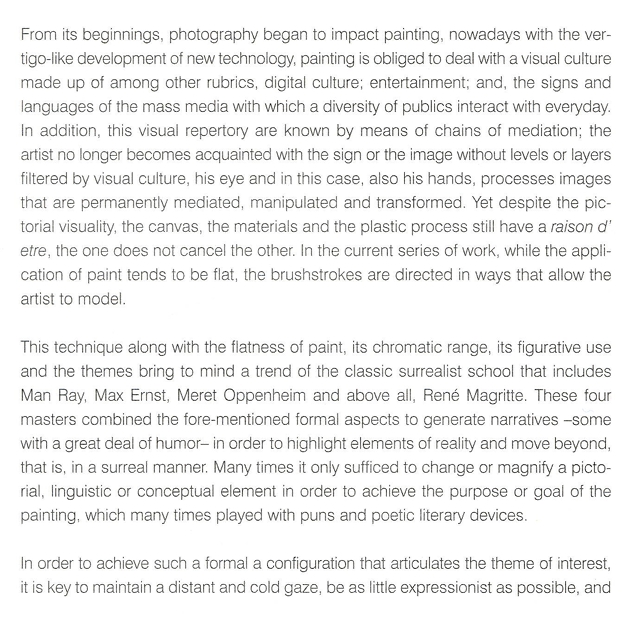 From its beginnings, photography began to impact painting, nowadays with the ver-
tigo-like development of new technology, painting is obliged to deal with a visual culture
made up of among other rubrics, digital culture; entertainment; and, the signs and
languages of the mass media with which a diversity of publics interact with everyday.
In addition, this visual repertory are known by means of chains of mediation; the
artist no longer becomes acquainted with the sign or the image without levels or layers
filtered by visual culture, his eye and in this case, also his hands, processes images
that are permanently mediated, manipulated and transformed. Yet despite the pic-
torial visuality, the canvas, the materials and the plastic process still have a raison d'
etre, the one does not cancel the other. In the current series of work, while the appli-
cation of paint tends to be flat, the brushstrokes are directed in ways that allow the
artist to model.

This technique along with the flatness of paint, its chromatic range, its figurative use
and the themes bring to mind a trend of the classic surrealist school that includes
Man Ray, Max Ernst, Meret Oppenheim and above all, René Magritte. These four
masters combined the fore-mentioned formal aspects to generate narratives –some
with a great deal of humor– in order to highlight elements of reality and move beyond,
that is, in a surreal manner. Many times it only sufficed to change or magnify a picto-
rial, linguistic or conceptual element in order to achieve the purpose or goal of the
painting, which many times played with puns and poetic literary devices.

In order to achieve such a formal a configuration that articulates the theme of interest,
it is key to maintain a distant and cold gaze, be as little expressionist as possible, and